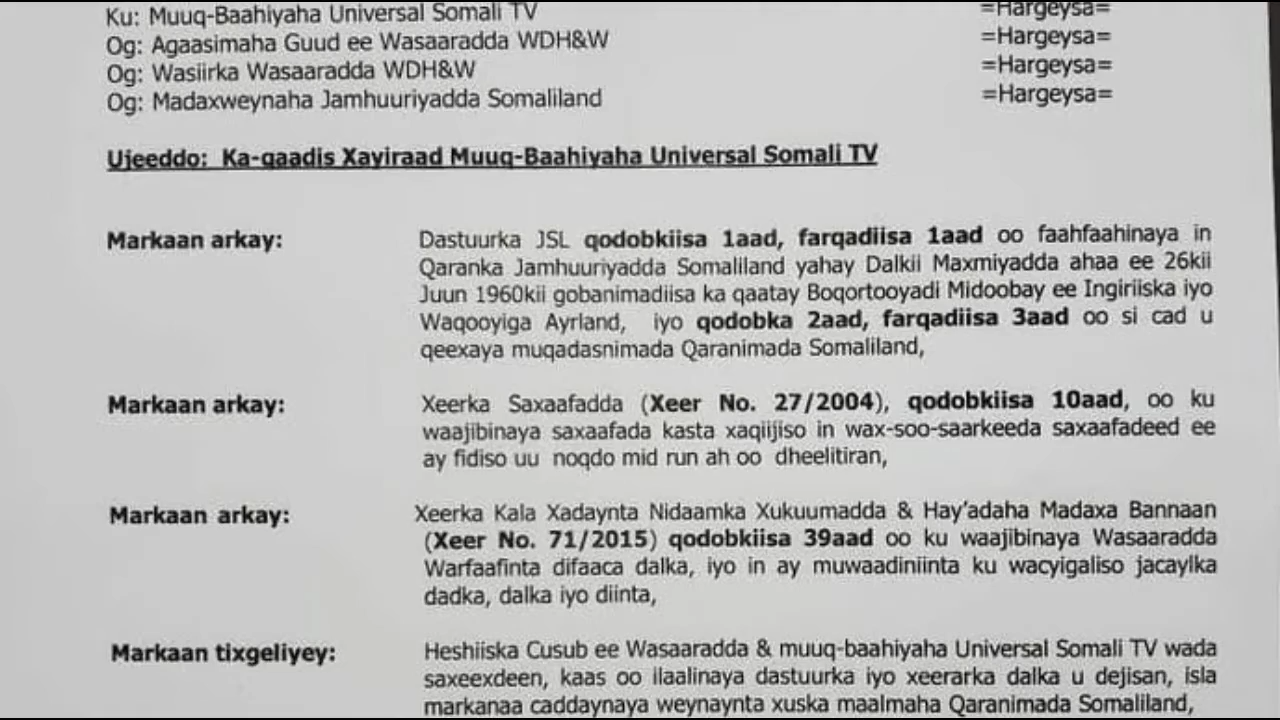 Ku: Muuq-Baahiyaha Universal Somali TV =Hargeysa=
Og: Agaasimaha Guud ee Wasaaradda WDH&W =Hargeysa=
Og: Wasiirka Wasaaradda WDH&W =Hargeysa=
Og: Madaxweynaha Jamhuuriyadda Somaliland =Hargeysa=
Ujeeddo: Ka-qaadis Xayiraad Muuq-Baahiyaha Universal Somali TV
Markaan arkay: Dastuurka JSL qodobkiisa 1aad, farqadiisa 1aad oo faahfaahinaya in
Qaranka Jamhuuriyadda Somaliland yahay Dalkii Maxmiyadda ahaa ee 26kii
Juun 1960kii gobanimadiisa ka qaatay Boqortooyadi Midoobay ee Ingiriiska iyo
Waqooyiga Ayrland, iyo qodobka 2aad, farqadiisa 3aad oo si cad u
qeexaya muqadasnimada Qaranimada Somaliland,
Markaan arkay: Xeerka Saxaafadda (Xeer No. 27/2004), qodobkiisa 10aad, oo ku
waajibinaya saxaafada kasta xaqiijiso in wax-soo-saarkeeda saxaafadeed ee
ay fidiso uu noqdo mid run ah oo dheelitiran,
Markaan arkay: Xeerka Kala Xadaynta Nidaamka Xukuumadda & Hay'adaha Madaxa Bannaan
(Xeer No. 71/2015) qodobkiisa 39aad oo ku waajibinaya Wasaaradda
Warfaafinta difaaca dalka, iyo in ay muwaadiniinta ku wacyigaliso jacaylka
dadka, dalka iyo diinta,
Markaan tixgeliyey: Heshiiska Cusub ee Wasaaradda & muuq-baahiyaha Universal Somali TV wada
saxeexdeen, kaas oo ilaalinaya dastuurka iyo xeerarka dalka u dejisan, isla
markanaa caddaynaya weynaynta xuska maalmaha Qaranimada Somaliland,